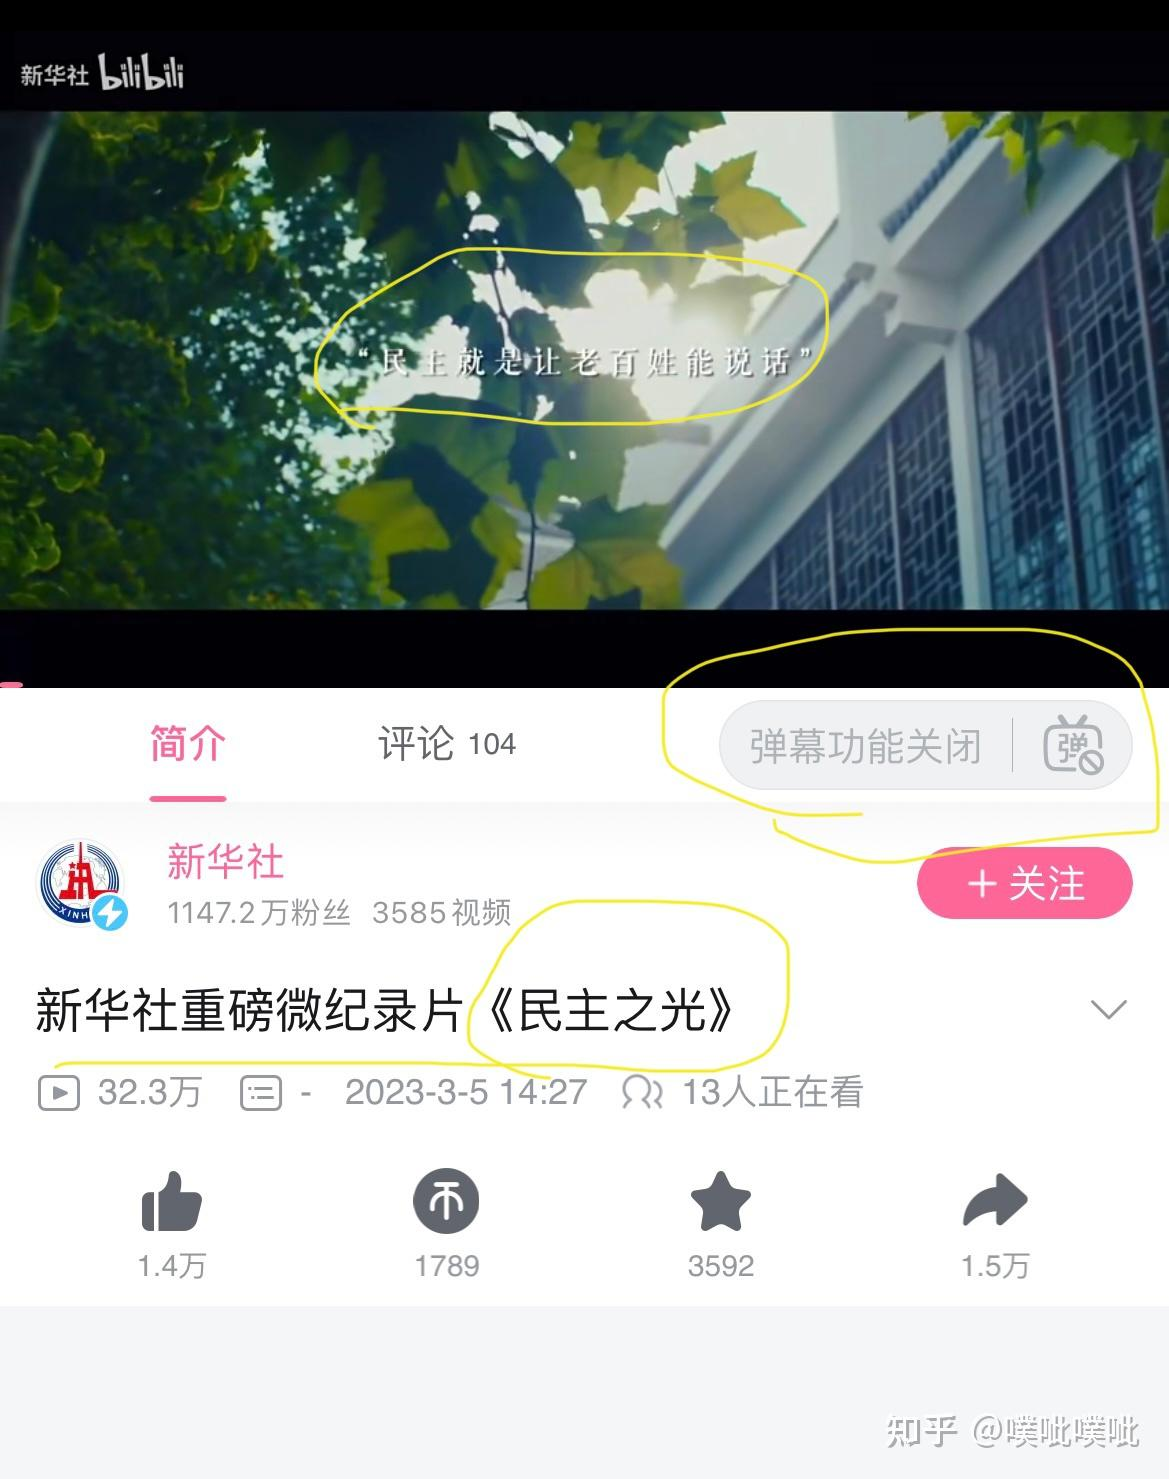 新华社 bilibili
“民主就是让老百姓能说话”
简介 评论 104 弹幕功能关闭 弹
新华社
XINH
1147.2万粉丝 3585视频
+ 关注
新华社重磅微纪录片《民主之光》
32.3万 - 2023-3-5 14:27 13人正在看
1.4万 1789 3592 1.5万
知乎 @噗呲噗呲